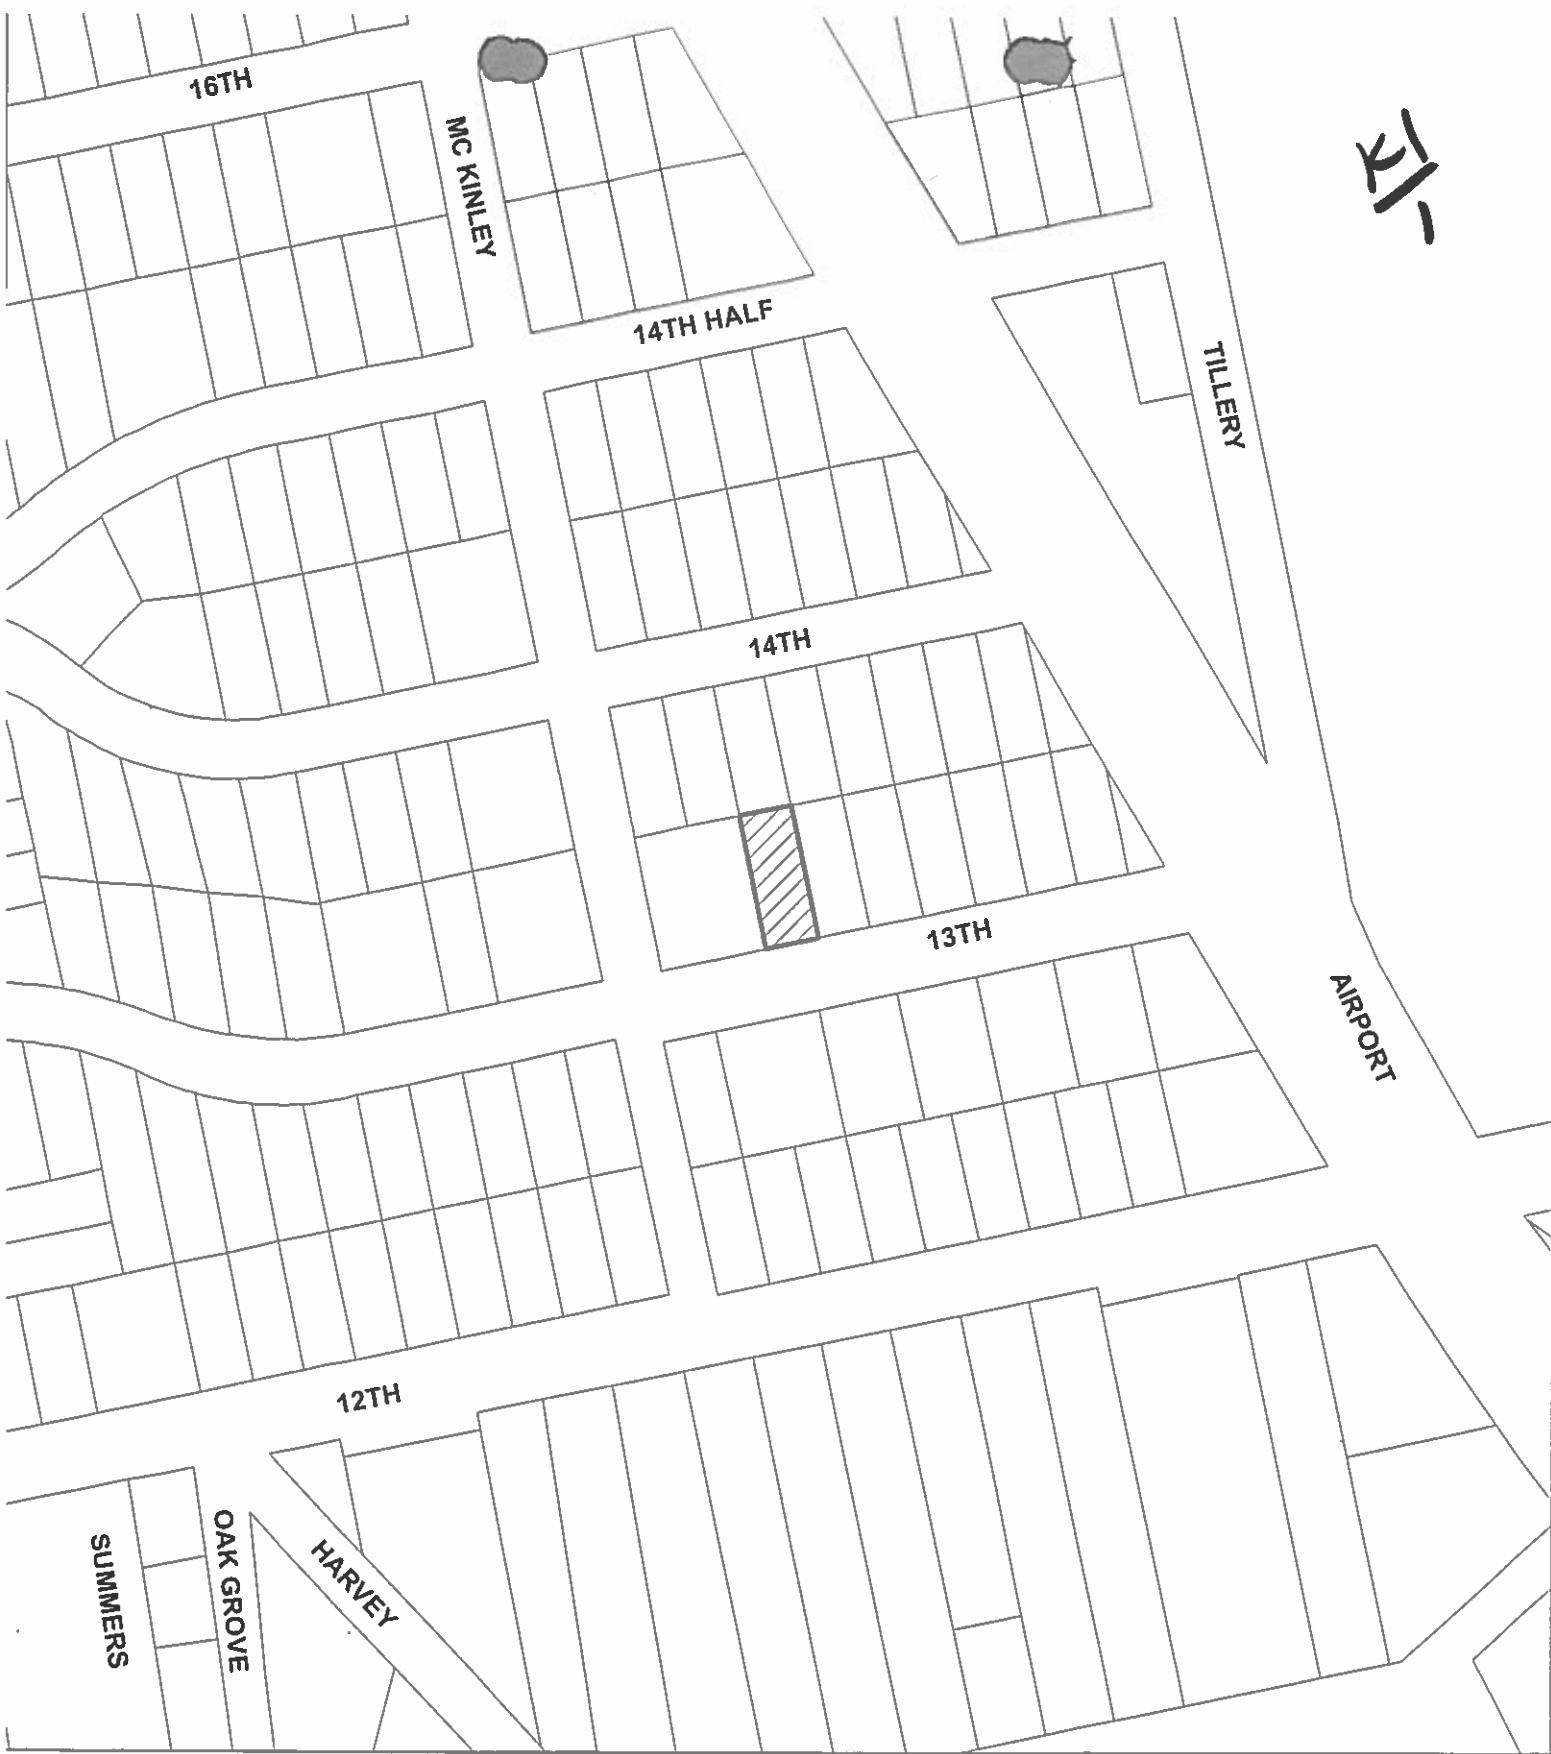 16TH
MC KINLEY
14TH HALF
TILLERY
14TH
13TH
AIRPORT
12TH
SUMMERS
OAK GROVE
HARVEY